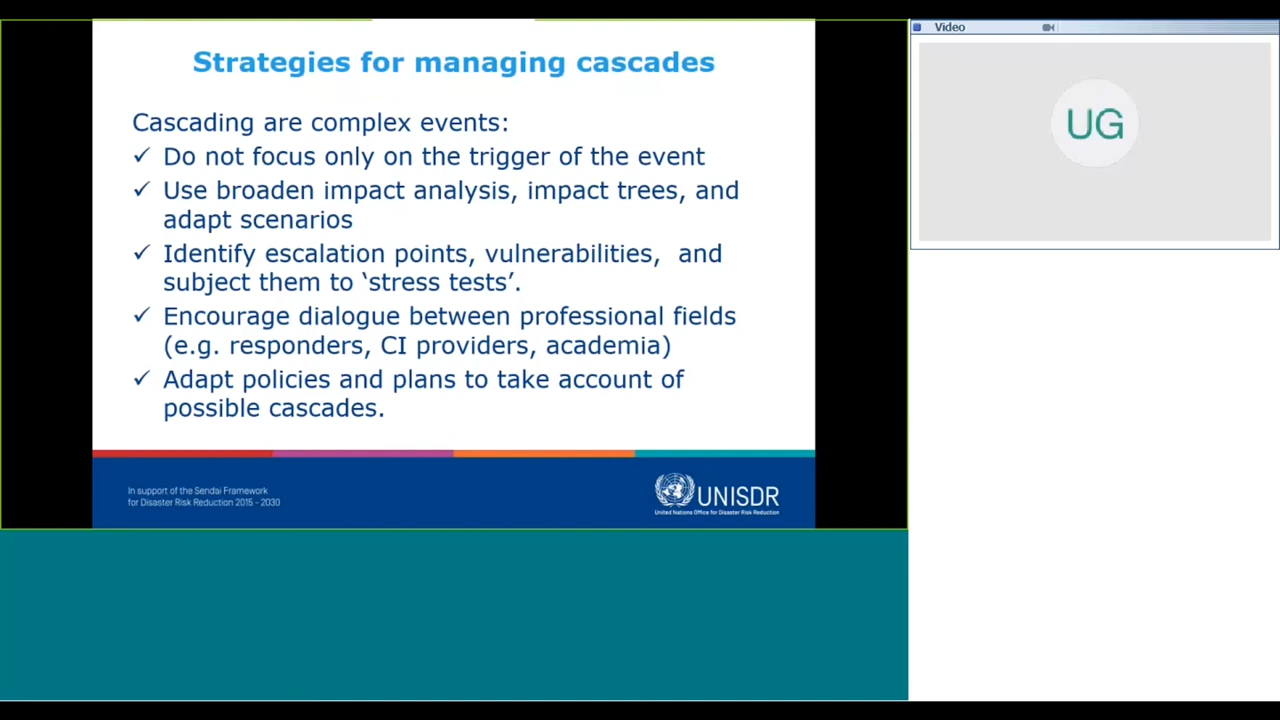 Strategies for managing cascades
Cascading are complex events:
✓ Do not focus only on the trigger of the event
✓ Use broaden impact analysis, impact trees, and
adapt scenarios
✓ Identify escalation points, vulnerabilities,  and
subject them to ‘stress tests’.
✓ Encourage dialogue between professional fields
(e.g. responders, CI providers, academia)
✓ Adapt policies and plans to take account of
possible cascades.
In support of the Sendai Framework
for Disaster Risk Reduction 2015 - 2030
UNISDR
United Nations Office for Disaster Risk Reduction
Video
UG